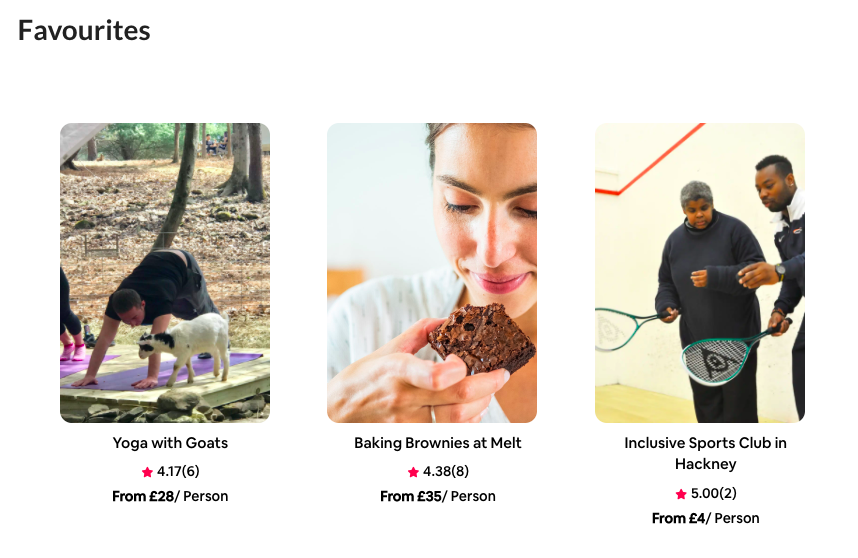 Favourites
Yoga with Goats
4.17(6)
From £28/ Person
Baking Brownies at Melt
4.38(8)
From £35/ Person
Inclusive Sports Club in
Hackney
5.00(2)
From £4/ Person